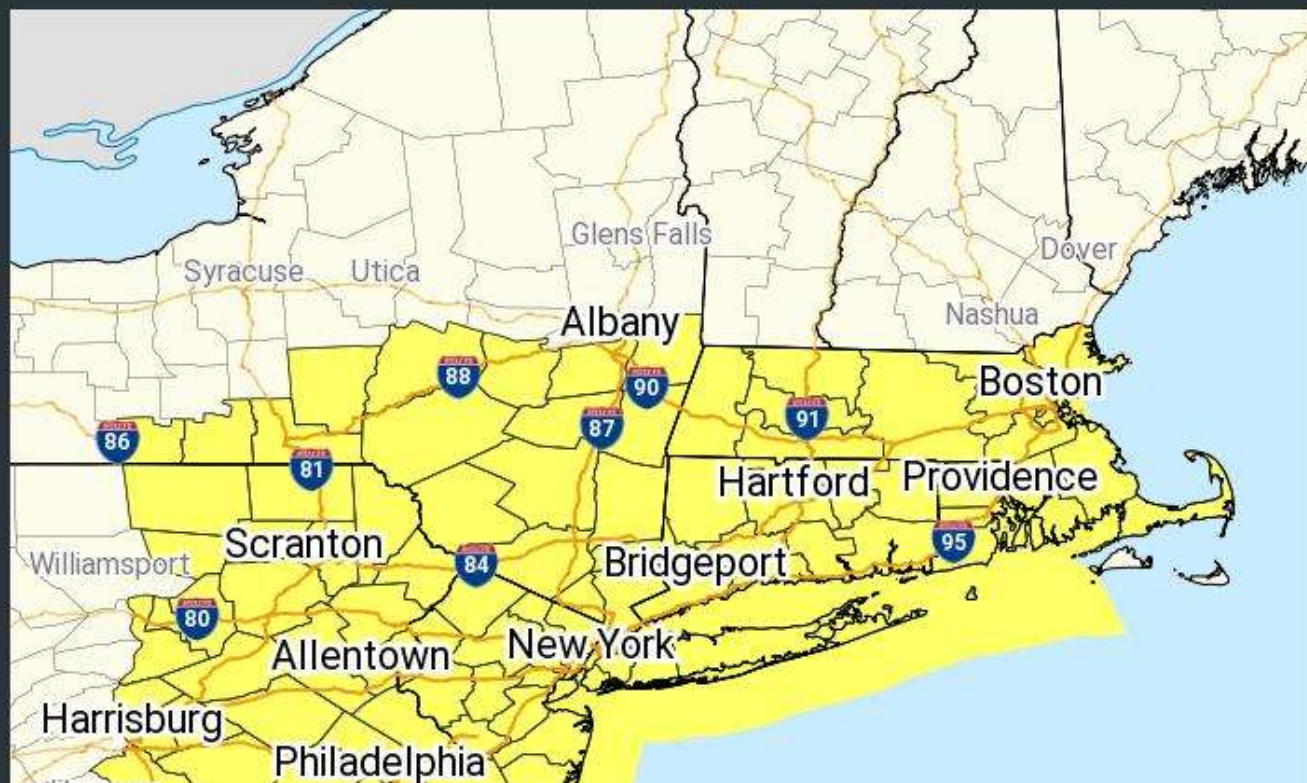 Glens Falls
Dover
Syracuse
Utica
Nashua
Albany
88
90
Boston
91
87
86
81
Hartford
Providence
Scranton
95
Williamsport
84
Bridgeport
80
New York
Allentown
Harrisburg
Philadelphia